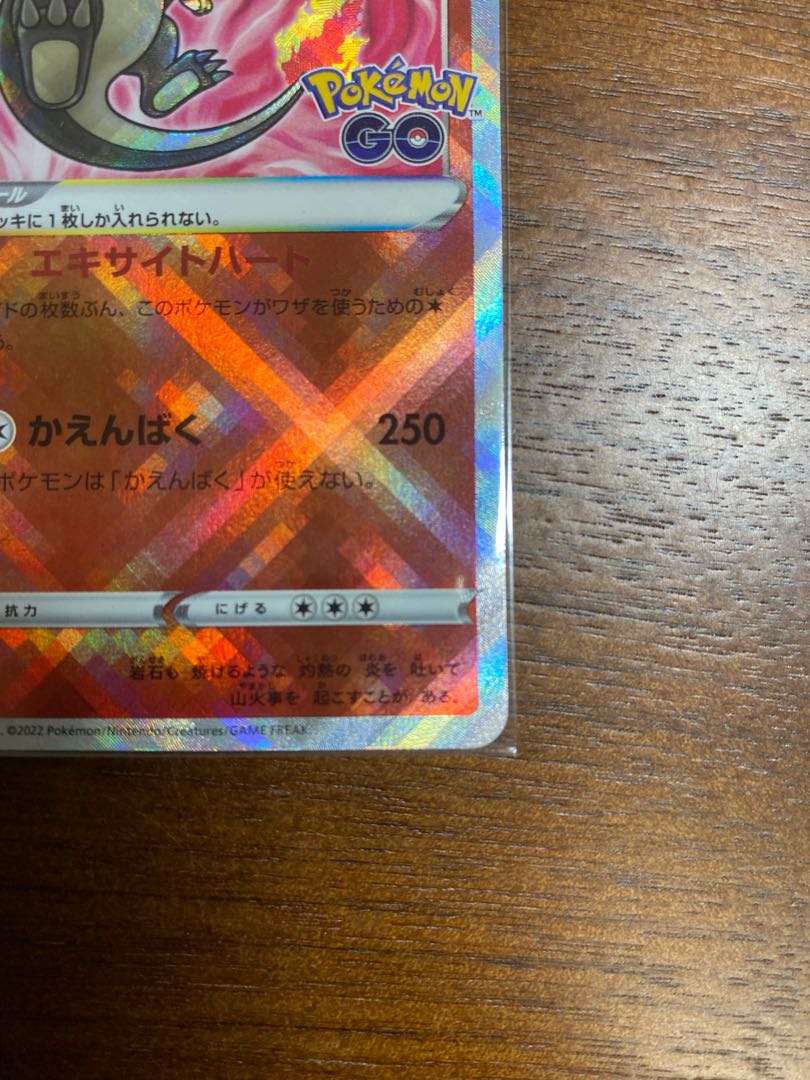 Pokémon
GO
ール
ッキに1枚しか入れられない。
エキサイトハート
ドの枚数ぶん、このポケモンがワザを使うための
る。
かえんばく 250
ポケモンは「かえんばく」が使えない。
抗力 にげる
岩石も 焼けるような 灼熱の 炎を 吐いて
山火事を 起こすことが ある。
©2022 Pokémon/Nintendo/Creatures/GAME FREAK.